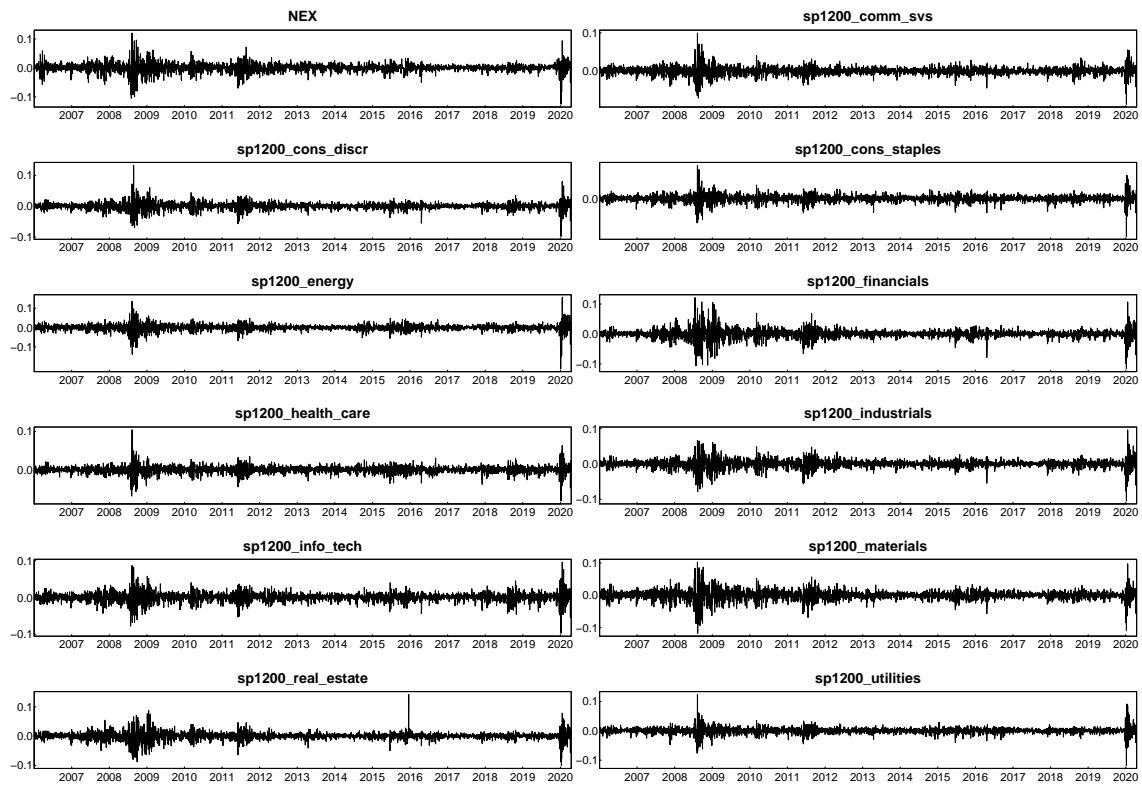 NEX
0.1
0.0
−0.1
2007 2008 2009 2010 2011 2012 2013 2014 2015 2016 2017 2018 2019 2020
sp1200_comm_svs
0.1
0.0
2007 2008 2009 2010 2011 2012 2013 2014 2015 2016 2017 2018 2019 2020
sp1200_cons_discr
0.1
0.0
−0.1
2007 2008 2009 2010 2011 2012 2013 2014 2015 2016 2017 2018 2019 2020
sp1200_cons_staples
0.0
2007 2008 2009 2010 2011 2012 2013 2014 2015 2016 2017 2018 2019 2020
sp1200_energy
0.1
0.0
−0.1
2007 2008 2009 2010 2011 2012 2013 2014 2015 2016 2017 2018 2019 2020
sp1200_financials
0.1
0.0
−0.1
2007 2008 2009 2010 2011 2012 2013 2014 2015 2016 2017 2018 2019 2020
sp1200_health_care
0.1
0.0
2007 2008 2009 2010 2011 2012 2013 2014 2015 2016 2017 2018 2019 2020
sp1200_industrials
0.1
0.0
−0.1
2007 2008 2009 2010 2011 2012 2013 2014 2015 2016 2017 2018 2019 2020
sp1200_info_tech
0.1
0.0
−0.1
2007 2008 2009 2010 2011 2012 2013 2014 2015 2016 2017 2018 2019 2020
sp1200_materials
0.1
0.0
−0.1
2007 2008 2009 2010 2011 2012 2013 2014 2015 2016 2017 2018 2019 2020
sp1200_real_estate
0.1
0.0
−0.1
2007 2008 2009 2010 2011 2012 2013 2014 2015 2016 2017 2018 2019 2020
sp1200_utilities
0.1
0.0
−0.1
2007 2008 2009 2010 2011 2012 2013 2014 2015 2016 2017 2018 2019 2020